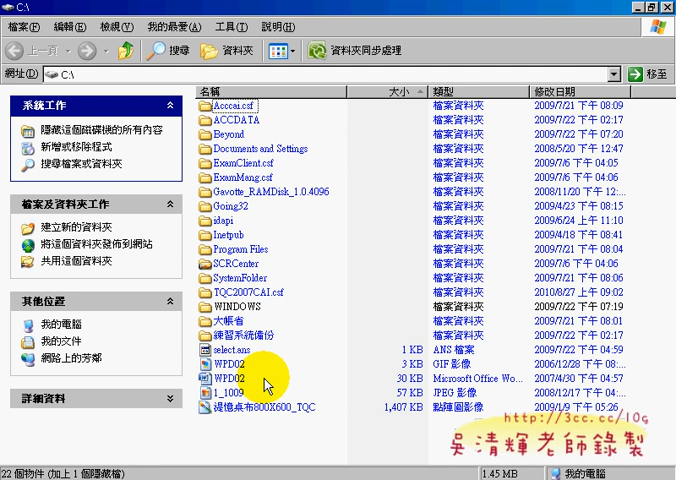 C:\
檔案(F) 編輯(E) 檢視(V) 我的最愛(A) 工具(T) 說明(H)
上一頁 搜尋 資料夾 資料夾同步處理
網址(D) C:\ 移至
系統工作
隱藏這個磁碟機的所有內容
新增或移除程式
搜尋檔案或資料夾
檔案及資料夾工作
建立新的資料夾
將這個資料夾發佈到網站
共用這個資料夾
其他位置
我的電腦
我的文件
網路上的芳鄰
詳細資料
名稱 大小 類型 修改日期
Acccai.csf 檔案資料夾 2009/7/21 下午 08:09
ACCDATA 檔案資料夾 2009/7/22 下午 02:17
Beyond 檔案資料夾 2009/7/22 下午 07:20
Documents and Settings 檔案資料夾 2008/5/20 下午 12:47
ExamClient.csf 檔案資料夾 2009/7/6 下午 04:05
ExamMang.csf 檔案資料夾 2009/7/6 下午 04:06
Gavotte_RAMDisk_1.0.4096 檔案資料夾 2008/11/20 下午 12:...
Going32 檔案資料夾 2009/4/23 下午 08:15
idapi 檔案資料夾 2009/6/24 上午 11:10
Inetpub 檔案資料夾 2009/4/18 下午 08:41
Program Files 檔案資料夾 2009/7/21 下午 08:04
SCRCenter 檔案資料夾 2009/7/6 下午 04:06
SystemFolder 檔案資料夾 2009/7/21 下午 08:06
TQC2007CAI.csf 檔案資料夾 2010/8/27 上午 09:02
WINDOWS 檔案資料夾 2009/7/22 下午 07:19
大帳省 檔案資料夾 2009/7/21 下午 08:01
練習系統備份 檔案資料夾 2009/7/22 下午 02:17
select.ans 1 KB ANS 檔案 2009/7/22 下午 04:59
WPD02 3 KB GIF 影像 2006/12/28 下午 08:...
WPD02 30 KB Microsoft Office Wo... 2007/4/30 下午 04:57
1_1009 57 KB JPEG 影像 2008/12/17 下午 04:...
溼憶桌布800X600_TQC 1,407 KB 點陣圖影像 2009/1/9 下午 05:26
http://3cc.cc/10g
吳清輝老師錄製
22 個物件 (加上 1 個隱藏檔) 1.45 MB 我的電腦